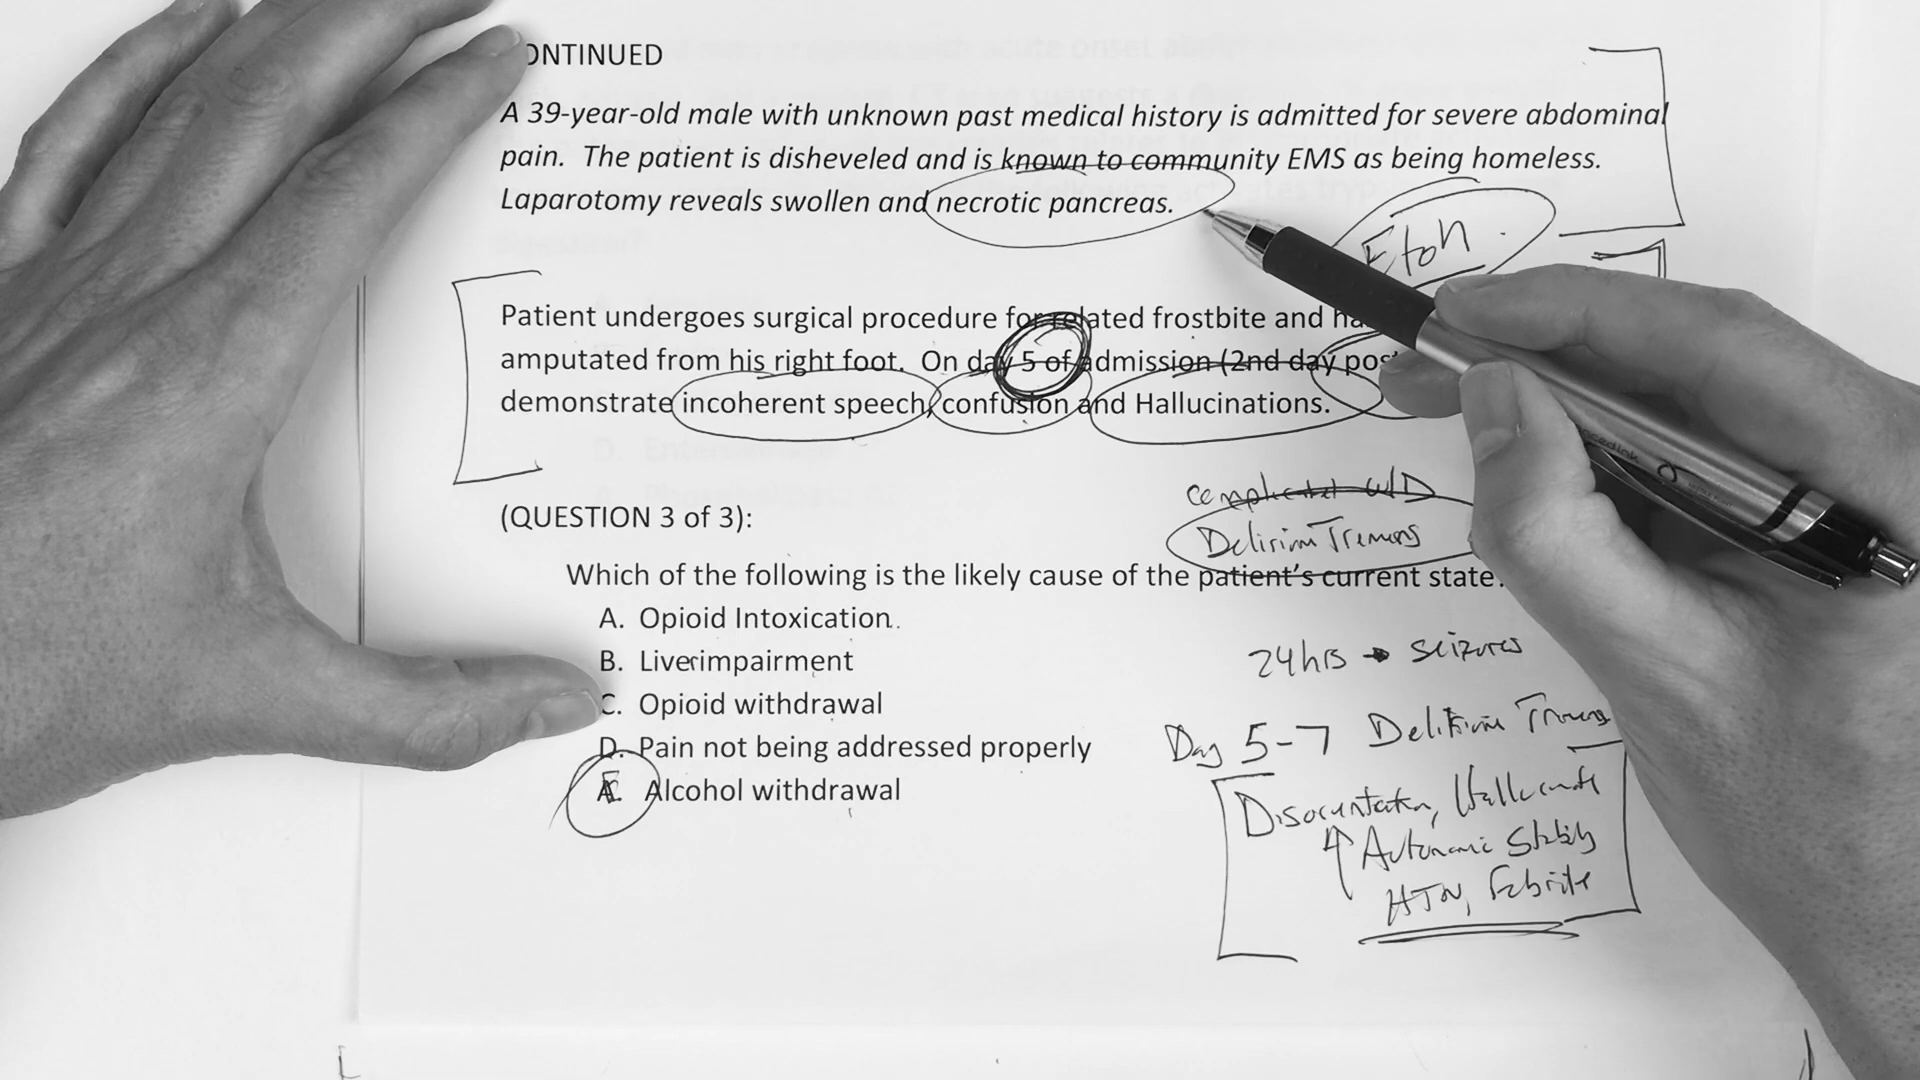 ONTINUED
A 39-year-old male with unknown past medical history is admitted for severe abdominal
pain. The patient is disheveled and is known to community EMS as being homeless.
Laparotomy reveals swollen and necrotic pancreas.
Etoh
Patient undergoes surgical procedure for related frostbite and ha
amputated from his right foot. On day 5 of admission (2nd day pos
demonstrate incoherent speech, confusion and Hallucinations.
W/D
Delirium Tremens
(QUESTION 3 of 3):
Which of the following is the likely cause of the patient's current state.
A. Opioid Intoxication.
B. Liverimpairment
C. Opioid withdrawal
D. Pain not being addressed properly
E. Alcohol withdrawal
24hrs → seizures
Day 5-7 Delirium Tremens
Disorientation, Hallucinate
↑ Autonomic Stability
HTN, Febrile